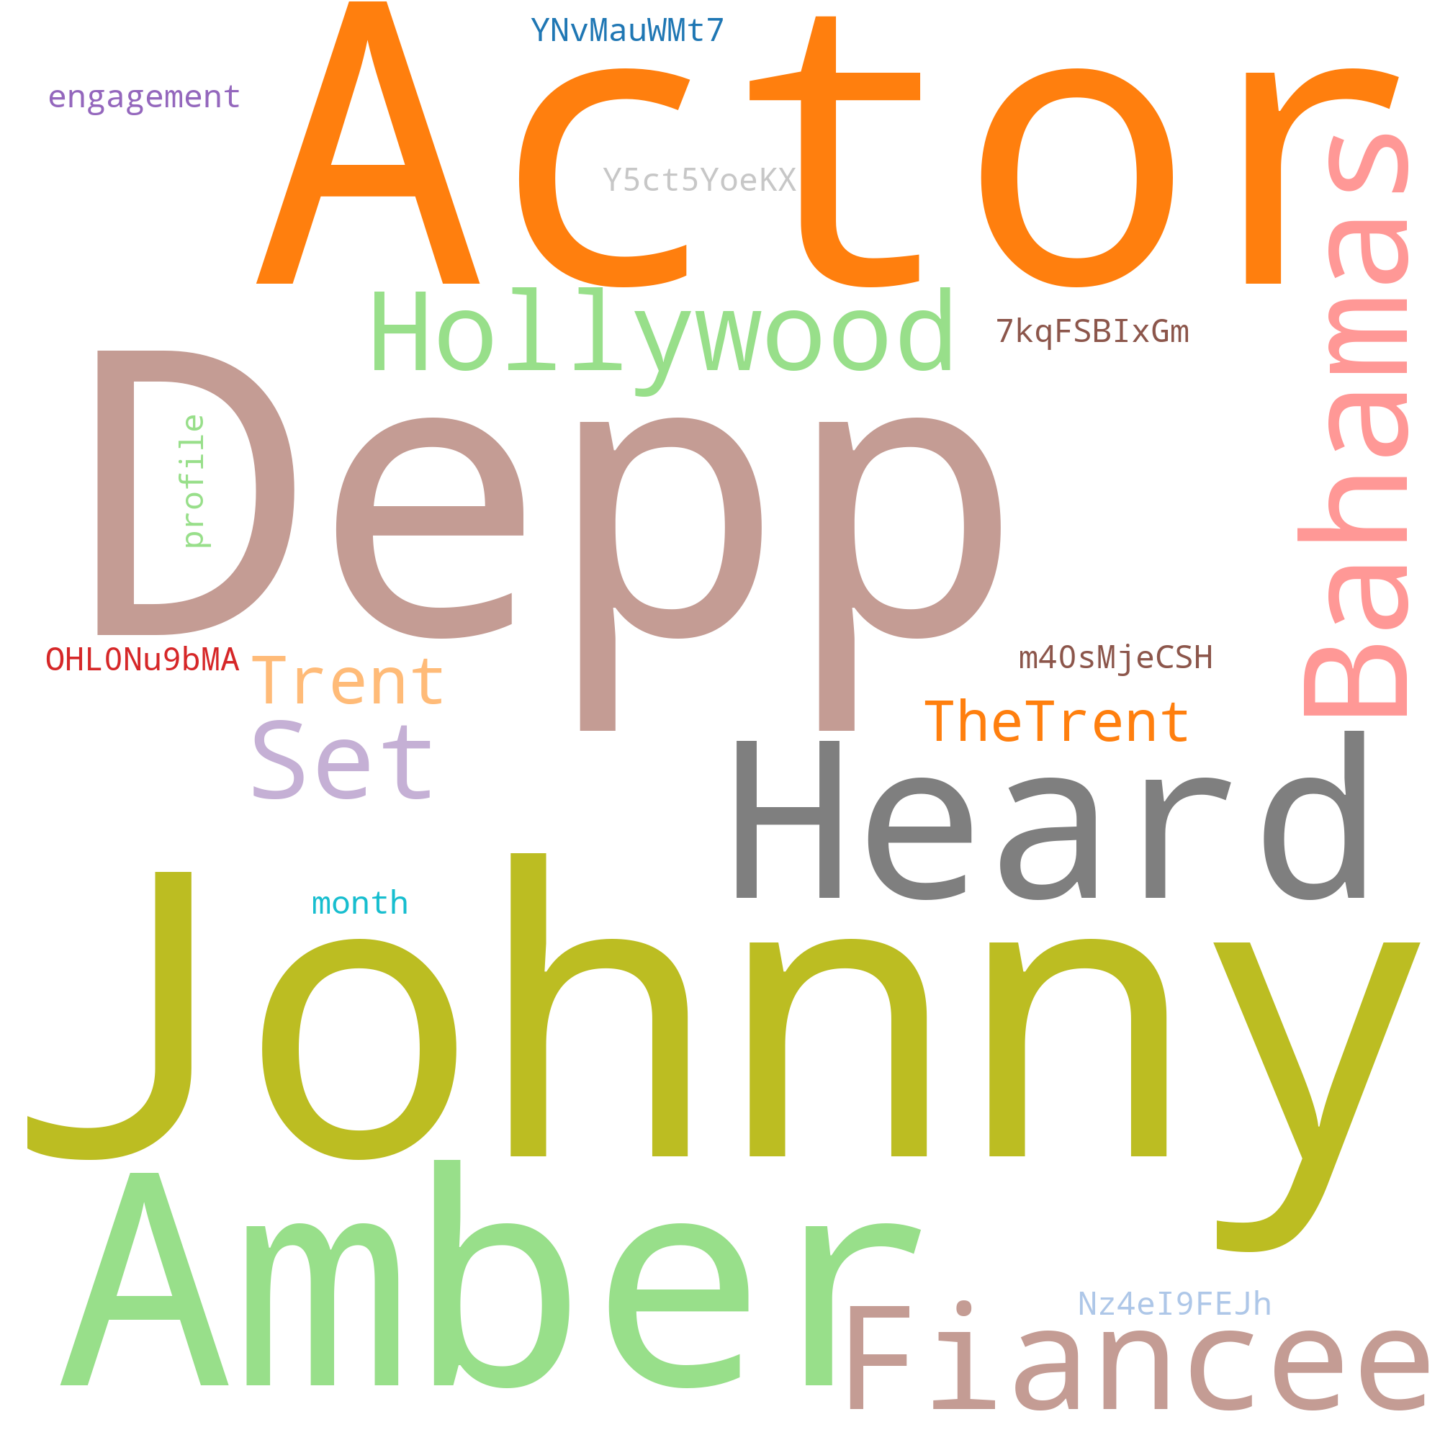 YNvMauWMt7
Actor
engagement
Y5ct5YoeKX
Bahamas
Hollywood
7kqFSBIxGm
Depp
profile
OHL0Nu9bMA
Trent
m4OsMjeCSH
TheTrent
Set
Heard
Johnny
month
Amber
Nz4eI9FEJh
Fiancee